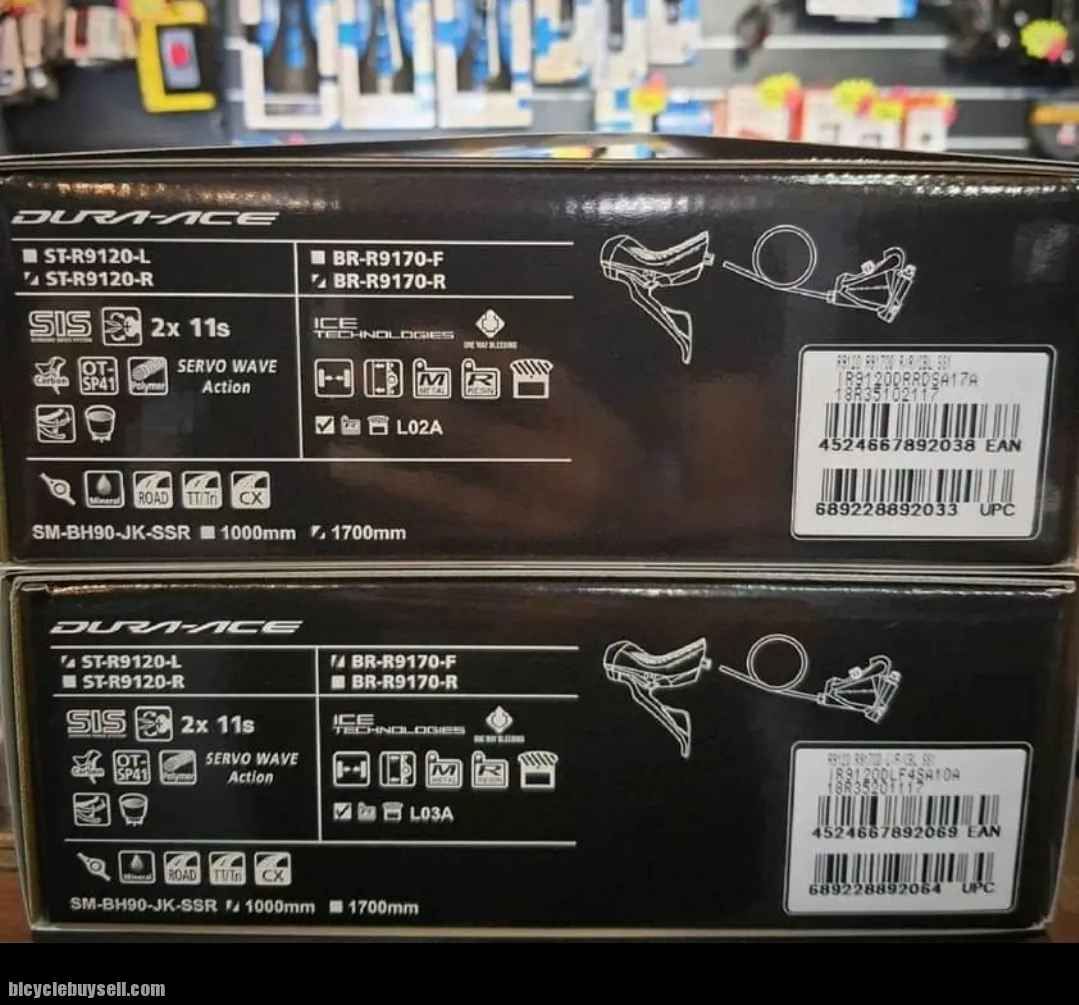 DURA-ACE
ST-R9120-L
ST-R9120-R
BR-R9170-F
BR-R9170-R
SIS
2x 11s
Carbon
OT-SP41
Polymer
SERVO WAVE
Action
ICE
TECHNOLOGIES
ONE WAY BLEEDING
M
METAL
R
RESIN
L02A
Mineral
ROAD
TT/Tri
CX
SM-BH90-JK-SSR 1000mm 1700mm
IR9120DRRDSA17A
18R35102117
4524667892038 EAN
689228892033 UPC
DURA-ACE
ST-R9120-L
ST-R9120-R
BR-R9170-F
BR-R9170-R
SIS
2x 11s
Carbon
OT-SP41
Polymer
SERVO WAVE
Action
ICE
TECHNOLOGIES
ONE WAY BLEEDING
M
METAL
R
RESIN
L03A
Mineral
ROAD
TT/Tri
CX
SM-BH90-JK-SSR 1000mm 1700mm
IR9120DLF4SA10A
18R35201117
4524667892069 EAN
689228892064 UPC
bicyclebuysell.com